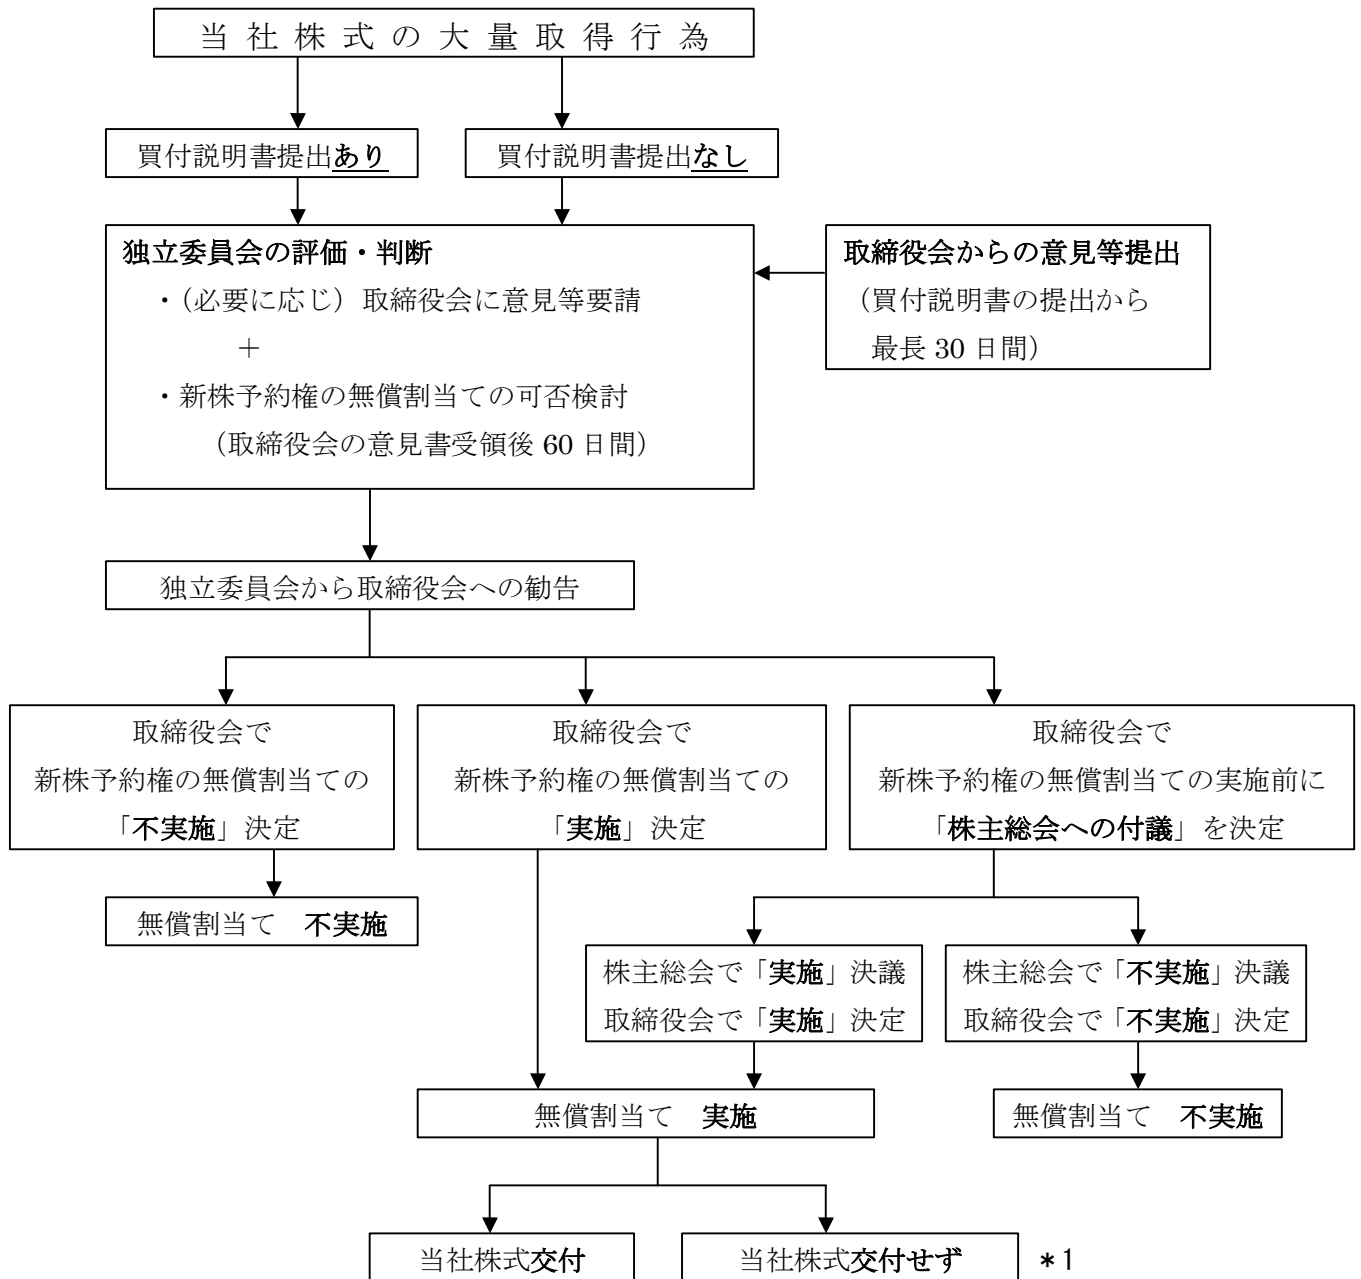 当社株式の大量取得行為
買付説明書提出あり
買付説明書提出なし
独立委員会の評価・判断
・(必要に応じ)取締役会に意見等要請
+
・新株予約権の無償割当ての可否検討
(取締役会の意見書受領後 60 日間)
取締役会からの意見等提出
(買付説明書の提出から
最長 30 日間)
独立委員会から取締役会への勧告
取締役会で
新株予約権の無償割当ての
「不実施」決定
取締役会で
新株予約権の無償割当ての
「実施」決定
取締役会で
新株予約権の無償割当ての実施前に
「株主総会への付議」を決定
無償割当て 不実施
株主総会で「実施」決議
取締役会で「実施」決定
株主総会で「不実施」決議
取締役会で「不実施」決定
無償割当て 実施
無償割当て 不実施
当社株式交付
当社株式交付せず
*1